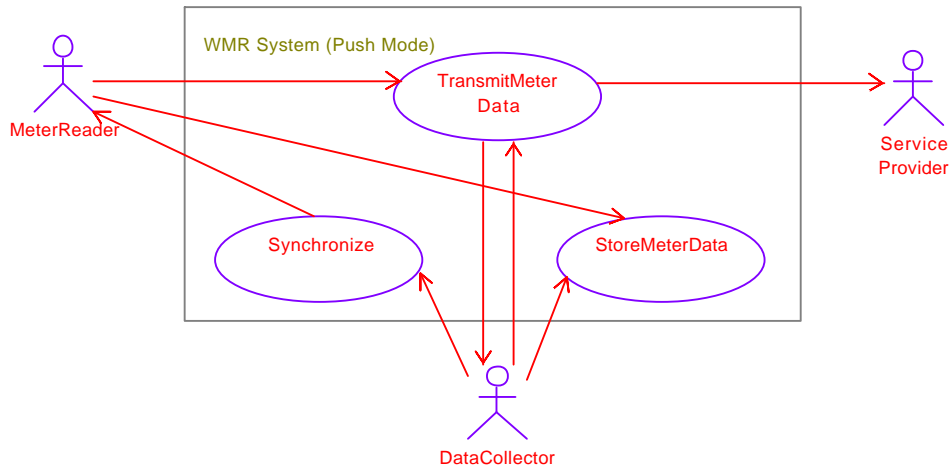 WMR System (Push Mode)
TransmitMeter
Data
MeterReader
Service
Provider
Synchronize
StoreMeterData
DataCollector